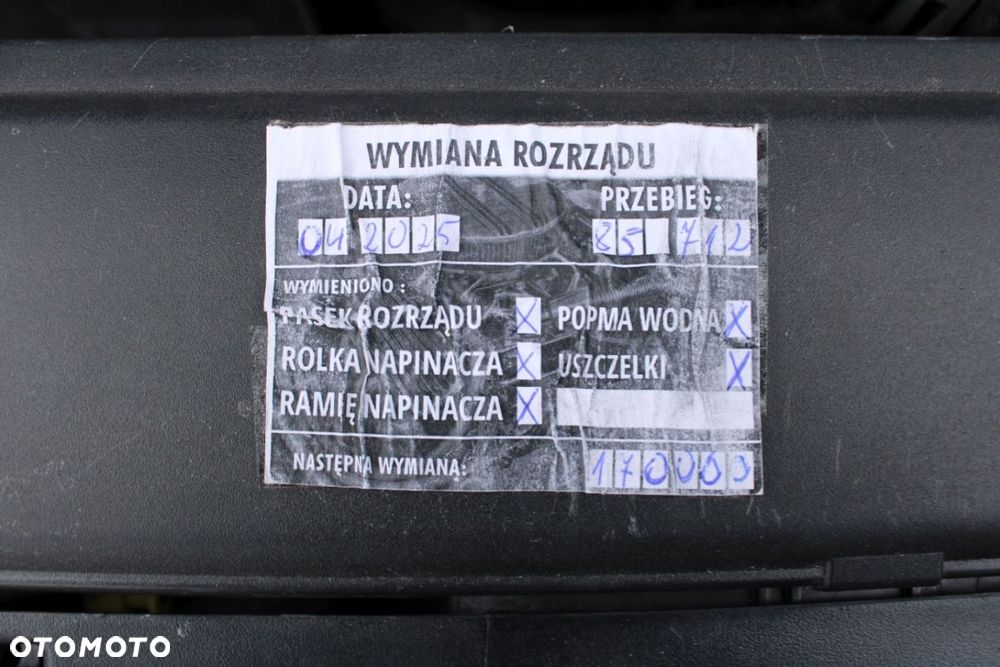 WYMIANA ROZRZĄDU
DATA: PRZEBIEG:
04 2025 85 712
WYMIENIONO :
PASEK ROZRZĄDU X POPMA WODNA X
ROLKA NAPINACZA X USZCZELKI X
RAMIĘ NAPINACZA X
NASTĘPNA WYMIANĄ: 170000
OTOMOTO